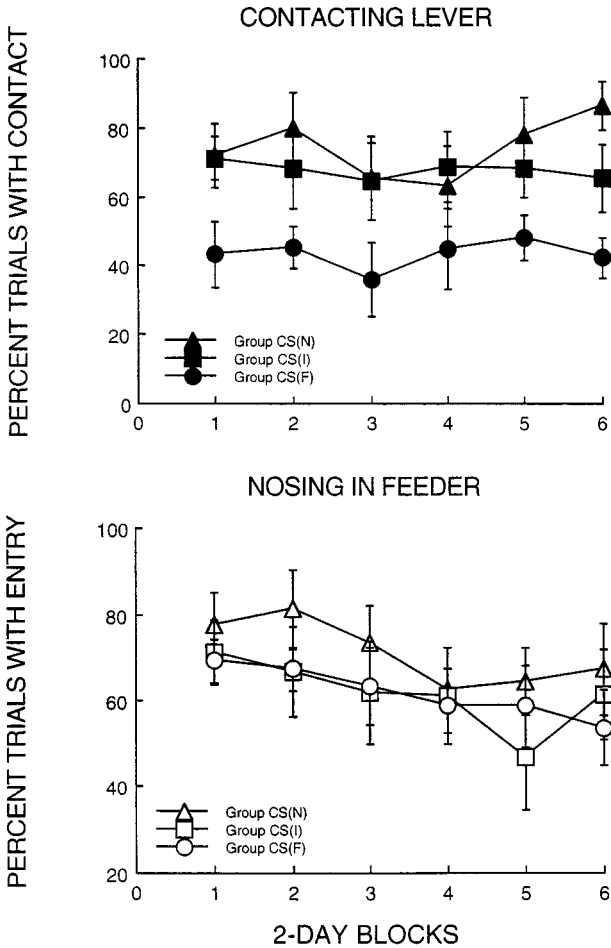 CONTACTING LEVER
PERCENT TRIALS WITH CONTACT
100
80
60
40
20
0
Group CS(N)
Group CS(I)
Group CS(F)
0 1 2 3 4 5 6
NOSING IN FEEDER
PERCENT TRIALS WITH ENTRY
100
80
60
40
20
Group CS(N)
Group CS(I)
Group CS(F)
0 1 2 3 4 5 6
2-DAY BLOCKS